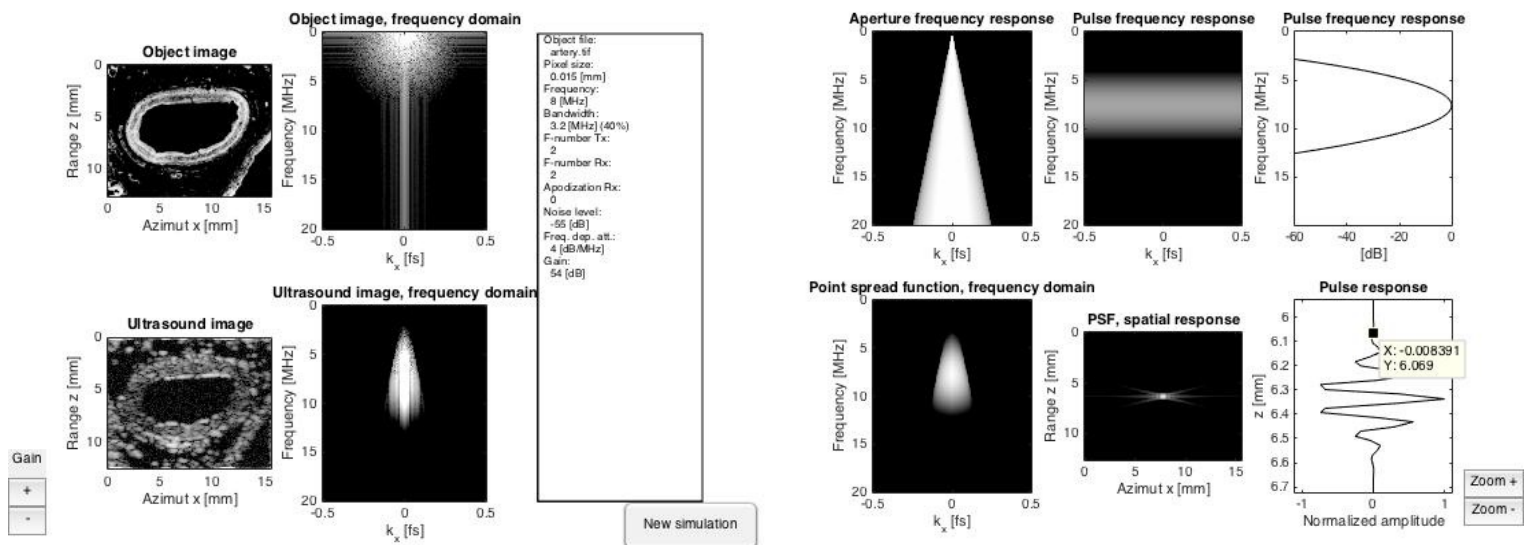 Object image
0
5
10
Range z [mm]
0 5 10 15
Azimut x [mm]
Object image, frequency domain
0
5
10
15
20
Frequency [MHz]
-0.5 0 0.5
k_x [fs]
Object file:
artery.tif
Pixel size:
0.015 [mm]
Frequency:
8 [MHz]
Bandwidth:
3.2 [MHz] (40%)
F-number Tx:
2
F-number Rx:
2
Apodization Rx:
0
Noise level:
-55 [dB]
Freq. dep. att.:
4 [dB/MHz]
Gain:
54 [dB]
Aperture frequency response
0
5
10
15
20
Frequency [MHz]
-0.5 0 0.5
k_x [fs]
Pulse frequency response
0
5
10
15
20
Frequency [MHz]
-0.5 0 0.5
k_x [fs]
Pulse frequency response
0
5
10
15
Frequency [MHz]
-60 -40 -20 0
[dB]
Ultrasound image
0
5
10
Range z [mm]
0 5 10 15
Azimut x [mm]
Ultrasound image, frequency domain
0
5
10
15
20
Frequency [MHz]
-0.5 0 0.5
k_x [fs]
Point spread function, frequency domain
0
5
10
15
20
Frequency [MHz]
-0.5 0 0.5
k_x [fs]
PSF, spatial response
0
5
10
Range z [mm]
0 5 10 15
Azimut x [mm]
Pulse response
6
6.1
6.2
6.3
6.4
6.5
6.6
6.7
z [mm]
X: -0.008391
Y: 6.069
-1 0 1
Normalized amplitude
Gain
+
-
New simulation
Zoom +
Zoom -